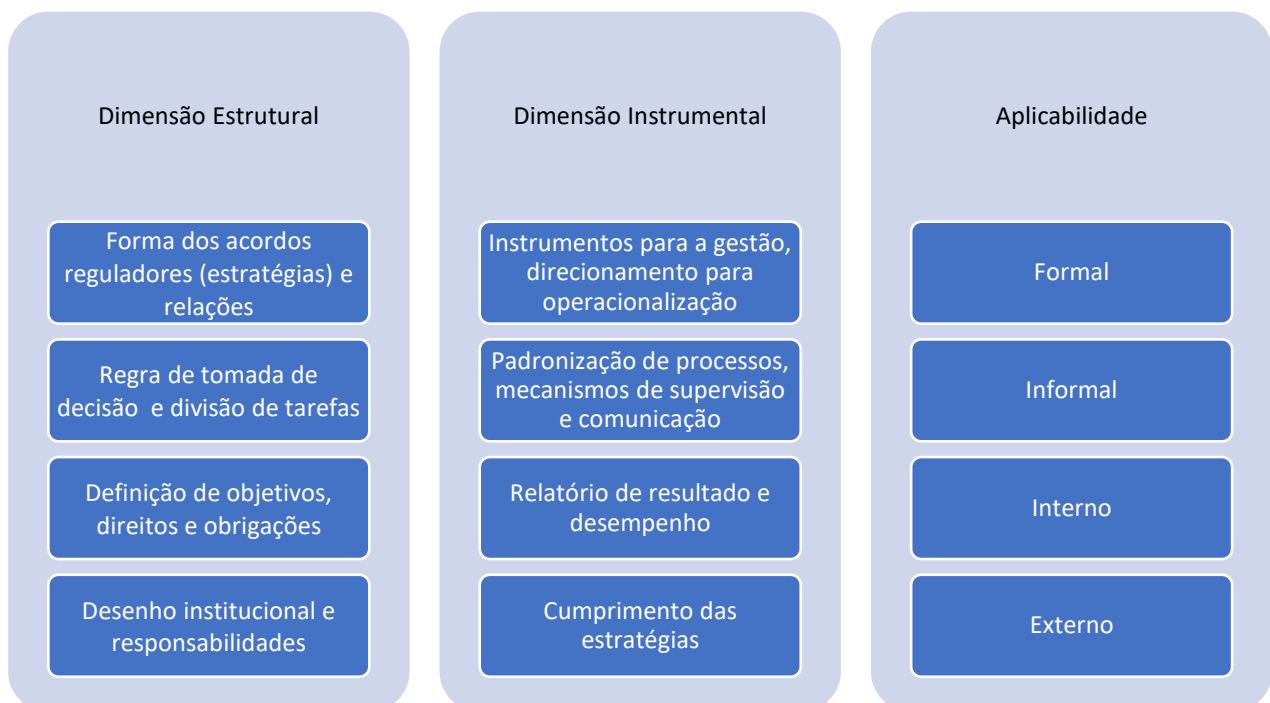 Dimensão Estrutural
Forma dos acordos
reguladores (estratégias) e
relações
Regra de tomada de
decisão e divisão de tarefas
Definição de objetivos,
direitos e obrigações
Desenho institucional e
responsabilidades
Dimensão Instrumental
Instrumentos para a gestão,
direcionamento para
operacionalização
Padronização de processos,
mecanismos de supervisão
e comunicação
Relatório de resultado e
desempenho
Cumprimento das
estratégias
Aplicabilidade
Formal
Informal
Interno
Externo